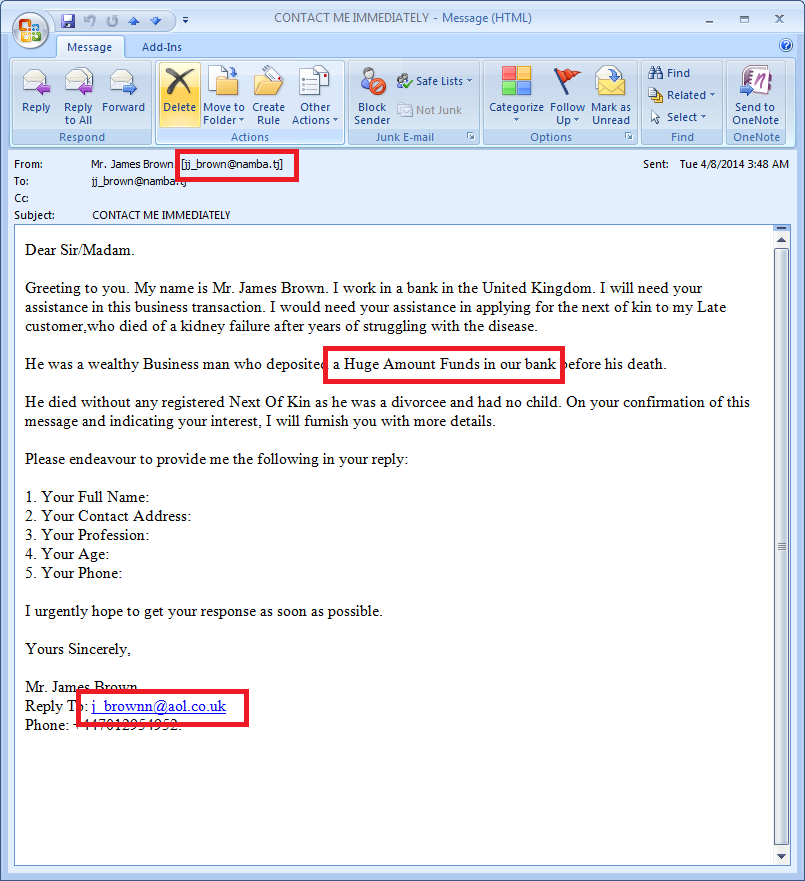 CONTACT ME IMMEDIATELY - Message (HTML)
Message Add-Ins
Reply Reply to All Forward
Delete Move to Folder Create Rule Other Actions
Block Sender Safe Lists Not Junk
Categorize Follow Up Mark as Unread
Find Related Select
Send to OneNote
Respond Actions Junk E-mail Options Find OneNote
From: Mr. James Brown [jj_brown@namba.tj] Sent: Tue 4/8/2014 3:48 AM
To: jj_brown@namba.tj
Cc:
Subject: CONTACT ME IMMEDIATELY
Dear Sir/Madam.
Greeting to you. My name is Mr. James Brown. I work in a bank in the United Kingdom. I will need your
assistance in this business transaction. I would need your assistance in applying for the next of kin to my Late
customer,who died of a kidney failure after years of struggling with the disease.
He was a wealthy Business man who deposited a Huge Amount Funds in our bank before his death.
He died without any registered Next Of Kin as he was a divorcee and had no child. On your confirmation of this
message and indicating your interest, I will furnish you with more details.
Please endeavour to provide me the following in your reply:
1. Your Full Name:
2. Your Contact Address:
3. Your Profession:
4. Your Age:
5. Your Phone:
I urgently hope to get your response as soon as possible.
Yours Sincerely,
Mr. James Brown
Reply To: j_brownn@aol.co.uk
Phone: